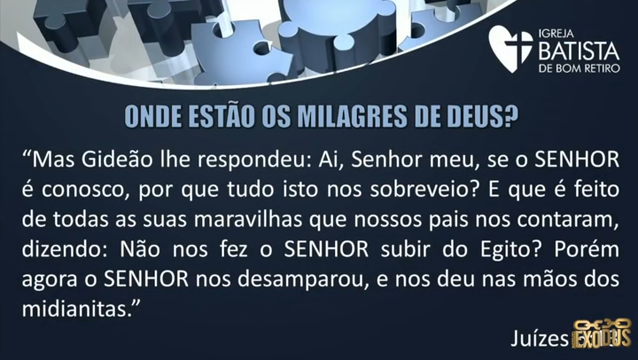 IGREJA
BATISTA
DE BOM RETIRO
ONDE ESTÃO OS MILAGRES DE DEUS?
“Mas Gideão lhe respondeu: Ai, Senhor meu, se o SENHOR
é conosco, por que tudo isto nos sobreveio? E que é feito
de todas as suas maravilhas que nossos pais nos contaram,
dizendo: Não nos fez o SENHOR subir do Egito? Porém
agora o SENHOR nos desamparou, e nos deu nas mãos dos
midianitas.”
Juízes
EXODUS